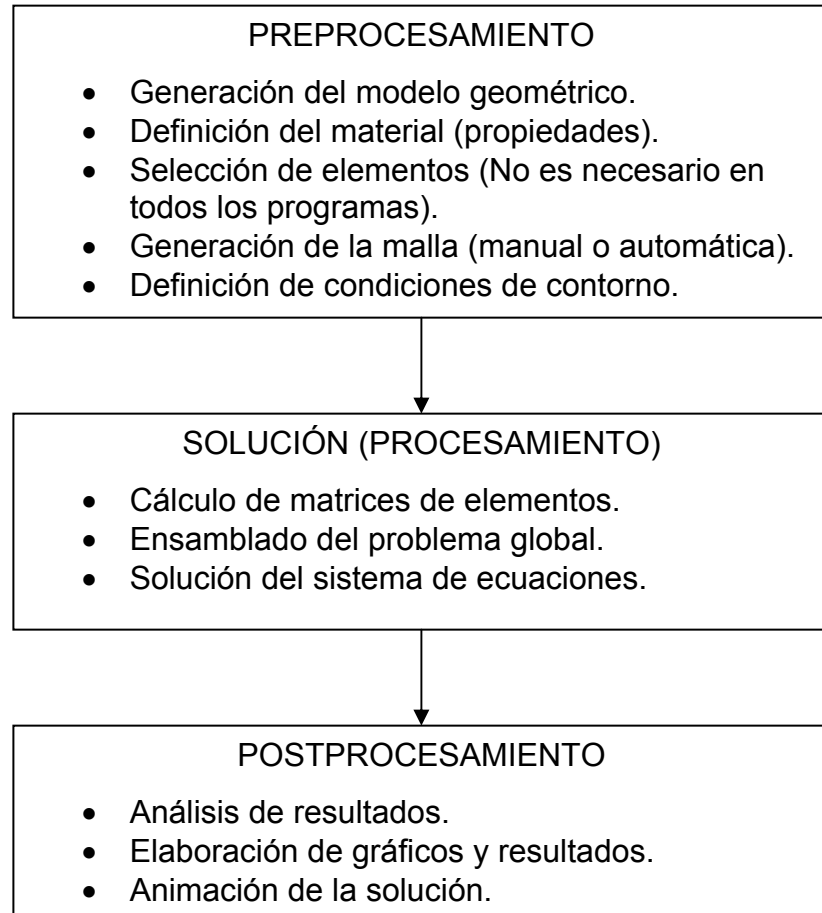 PREPROCESAMIENTO
• Generación del modelo geométrico.
• Definición del material (propiedades).
• Selección de elementos (No es necesario en
todos los programas).
• Generación de la malla (manual o automática).
• Definición de condiciones de contorno.
SOLUCIÓN (PROCESAMIENTO)
• Cálculo de matrices de elementos.
• Ensamblado del problema global.
• Solución del sistema de ecuaciones.
POSTPROCESAMIENTO
• Análisis de resultados.
• Elaboración de gráficos y resultados.
• Animación de la solución.